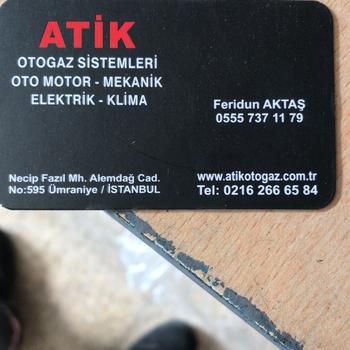 ATİK
OTOGAZ SİSTEMLERİ
OTO MOTOR - MEKANİK
ELEKTRİK - KLİMA
Feridun AKTAŞ
0555 737 11 79
Necip Fazıl Mh. Alemdağ Cad.
No:595 Ümraniye / İSTANBUL
www.atikotogaz.com.tr
Tel: 0216 266 65 84